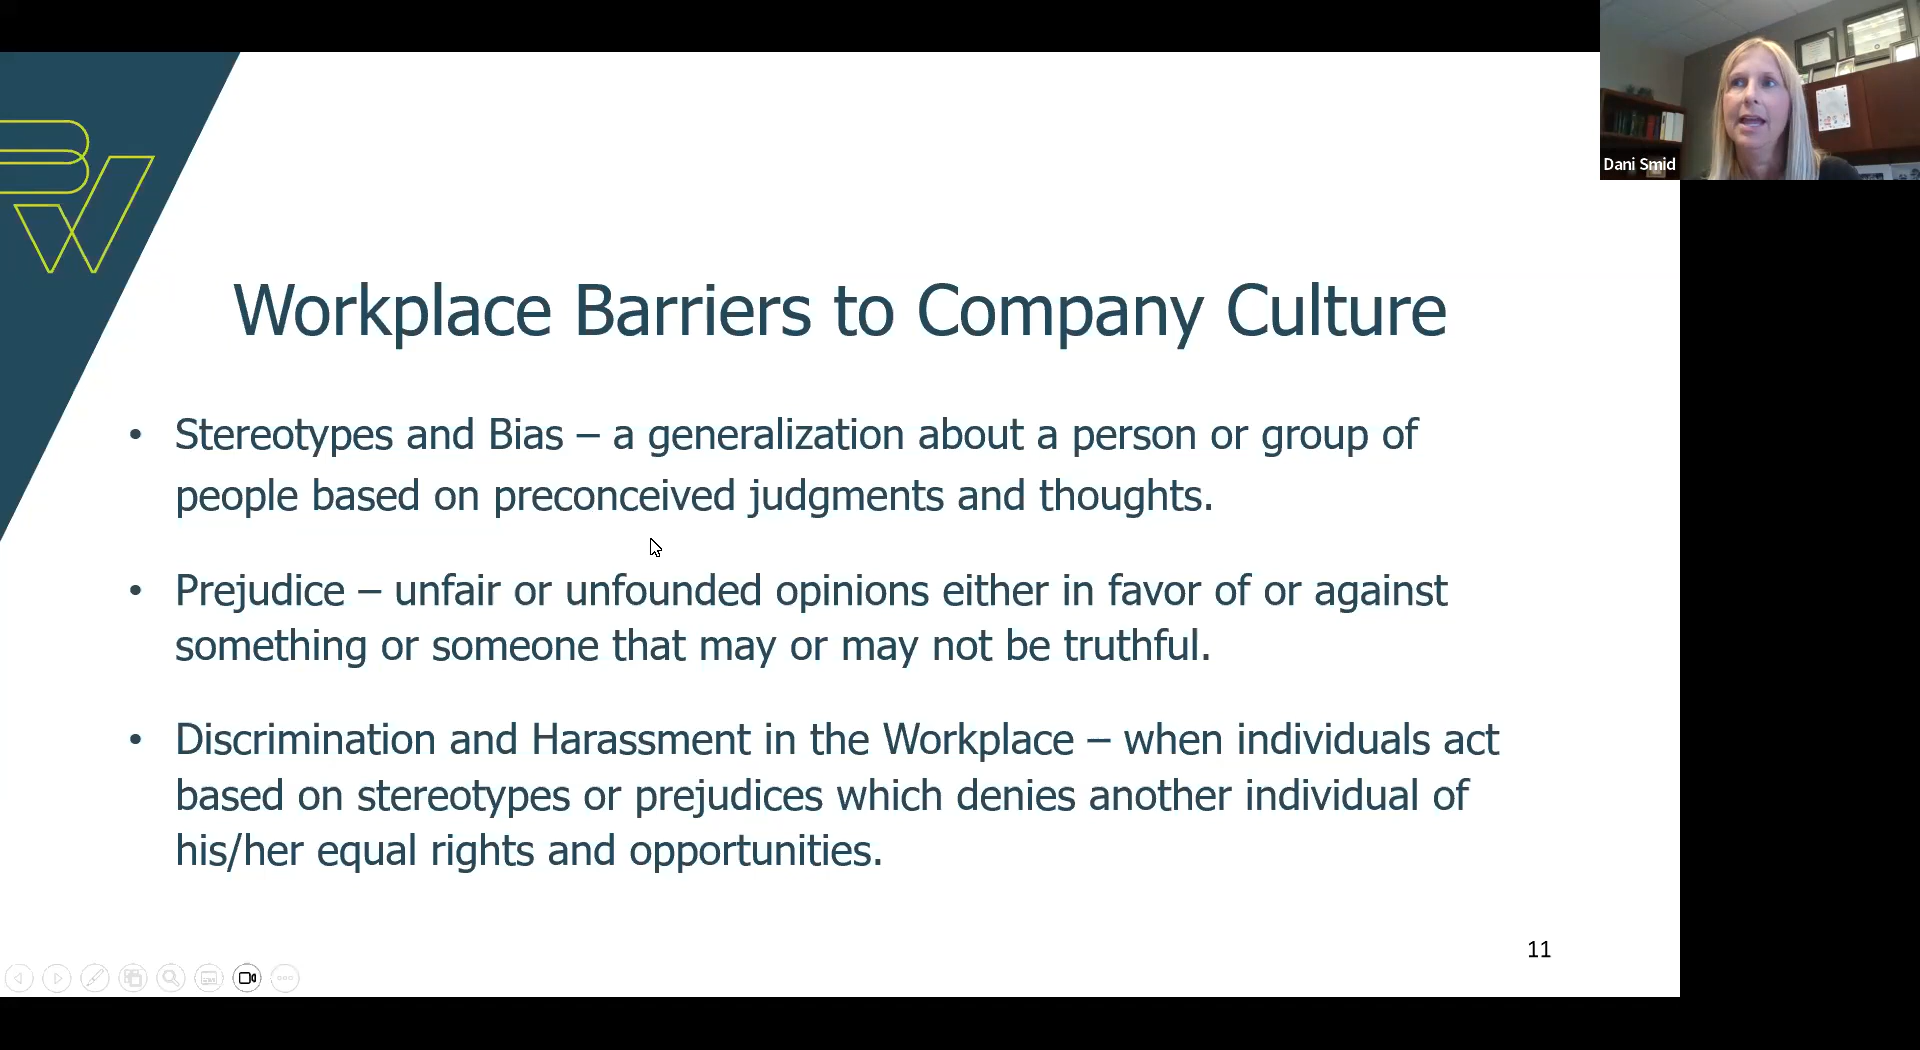 Dani Smid
Workplace Barriers to Company Culture
• Stereotypes and Bias – a generalization about a person or group of
people based on preconceived judgments and thoughts.
• Prejudice – unfair or unfounded opinions either in favor of or against
something or someone that may or may not be truthful.
• Discrimination and Harassment in the Workplace – when individuals act
based on stereotypes or prejudices which denies another individual of
his/her equal rights and opportunities.
11